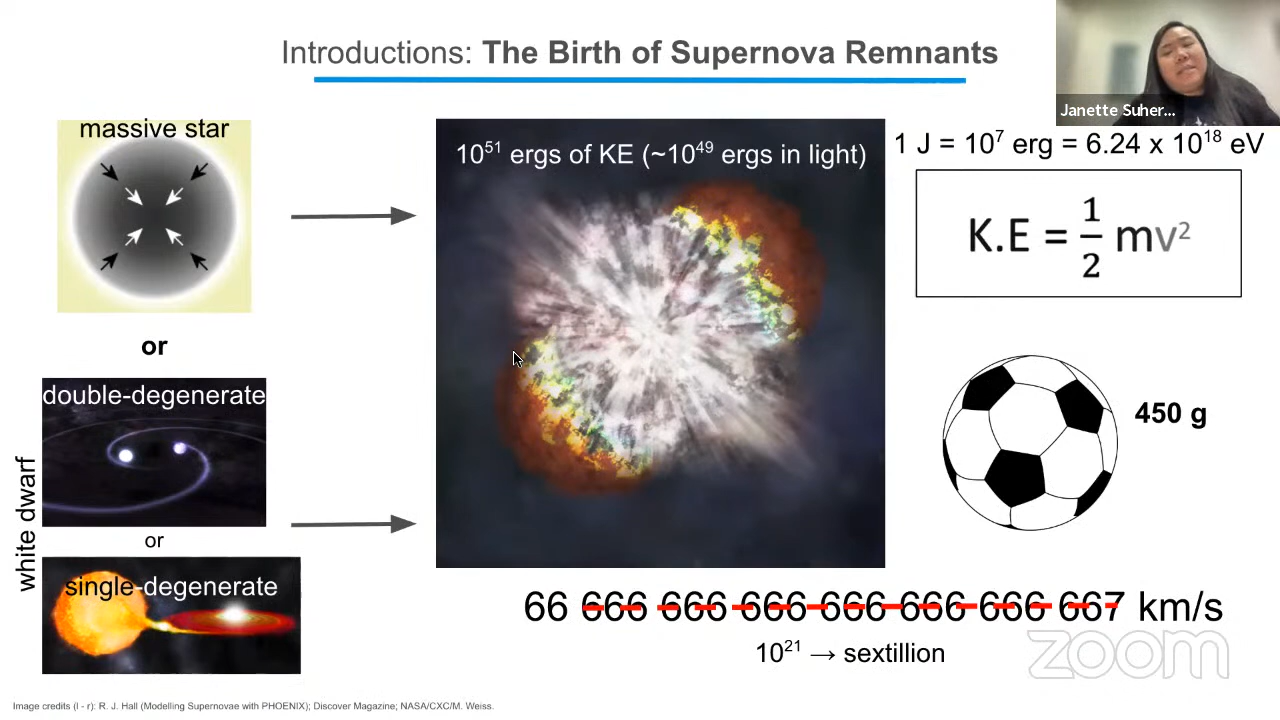 Introductions: The Birth of Supernova Remnants
Janette Suher...
massive star
10⁵¹ ergs of KE (~10⁴⁹ ergs in light)
1 J = 10⁷ erg = 6.24 x 10¹⁸ eV
K.E = 1/2 mv²
or
double-degenerate
450 g
white dwarf
or
single-degenerate
66 666 666 666 666 666 666 667 km/s
10²¹ → sextillion
zoom
Image credits (l - r): R. J. Hall (Modelling Supernovae with PHOENIX); Discover Magazine; NASA/CXC/M. Weiss.